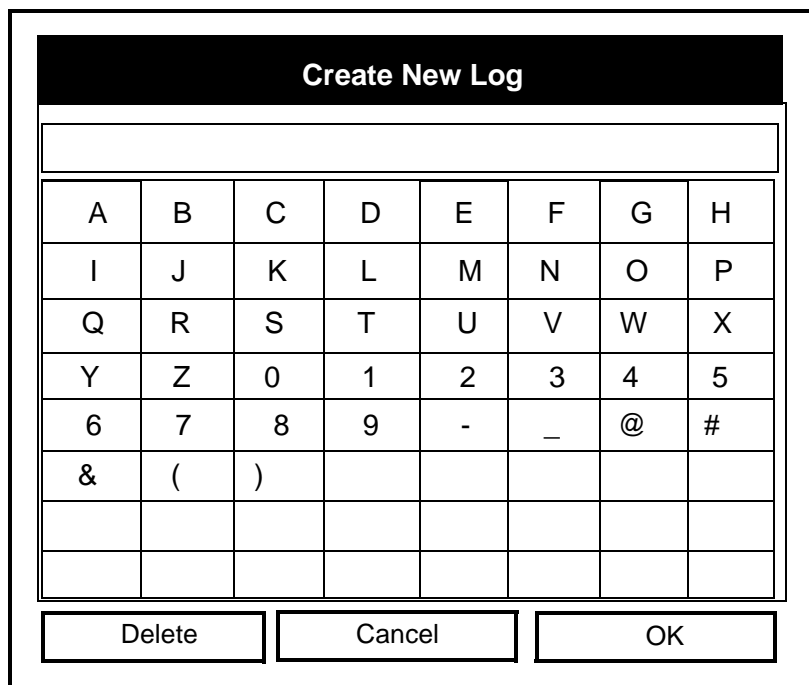 Create New Log
A B C D E F G H
I J K L M N O P
Q R S T U V W X
Y Z 0 1 2 3 4 5
6 7 8 9 - _ @ #
& ( )
Delete Cancel OK